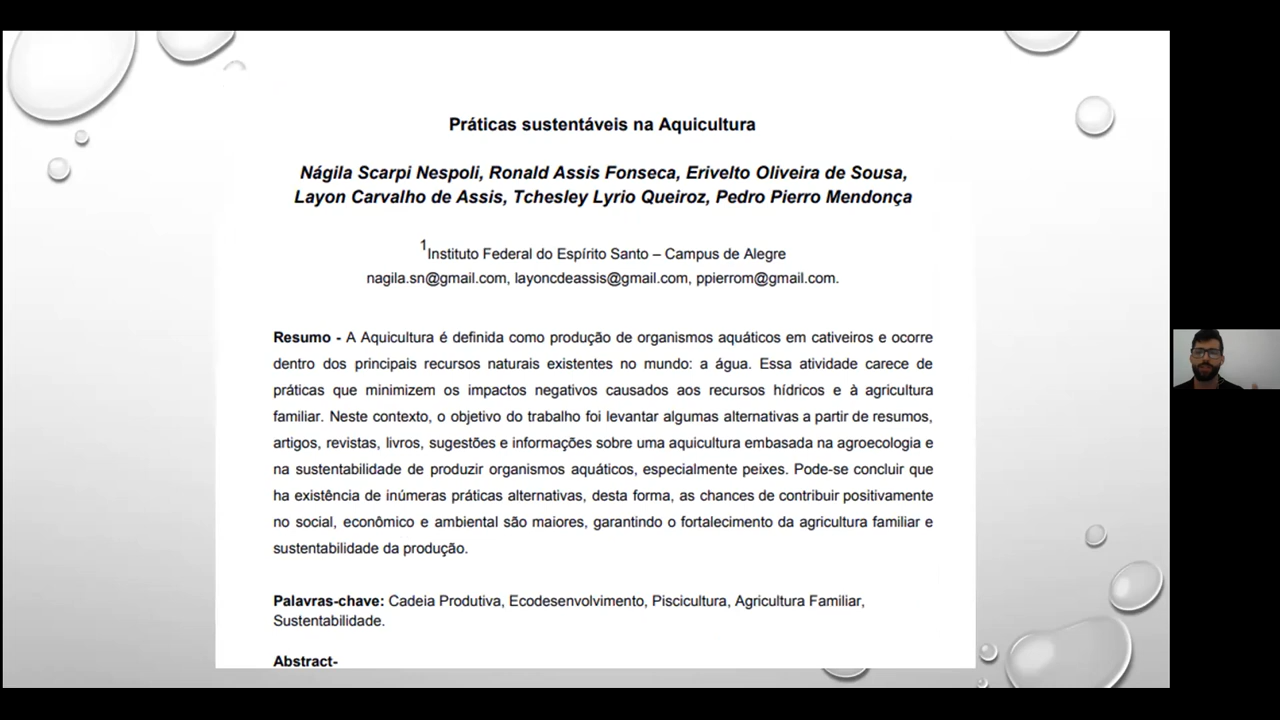 Práticas sustentáveis na Aquicultura
Nágila Scarpi Nespoli, Ronald Assis Fonseca, Erivelto Oliveira de Sousa,
Layon Carvalho de Assis, Tchesley Lyrio Queiroz, Pedro Pierro Mendonça
1Instituto Federal do Espírito Santo – Campus de Alegre
nagila.sn@gmail.com, layoncdeassis@gmail.com, ppierrom@gmail.com.
Resumo - A Aquicultura é definida como produção de organismos aquáticos em cativeiros e ocorre
dentro dos principais recursos naturais existentes no mundo: a água. Essa atividade carece de
práticas que minimizem os impactos negativos causados aos recursos hídricos e à agricultura
familiar. Neste contexto, o objetivo do trabalho foi levantar algumas alternativas a partir de resumos,
artigos, revistas, livros, sugestões e informações sobre uma aquicultura embasada na agroecologia e
na sustentabilidade de produzir organismos aquáticos, especialmente peixes. Pode-se concluir que
ha existência de inúmeras práticas alternativas, desta forma, as chances de contribuir positivamente
no social, econômico e ambiental são maiores, garantindo o fortalecimento da agricultura familiar e
sustentabilidade da produção.
Palavras-chave: Cadeia Produtiva, Ecodesenvolvimento, Piscicultura, Agricultura Familiar,
Sustentabilidade.
Abstract-